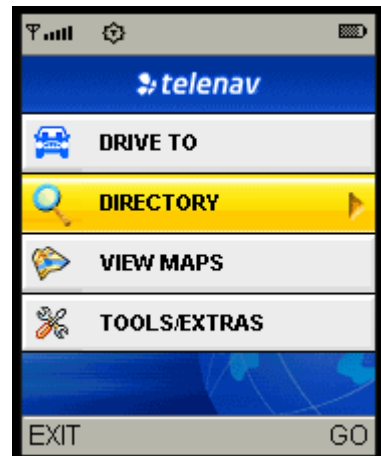 telenav
DRIVE TO
DIRECTORY
VIEW MAPS
TOOLS/EXTRAS
EXIT GO